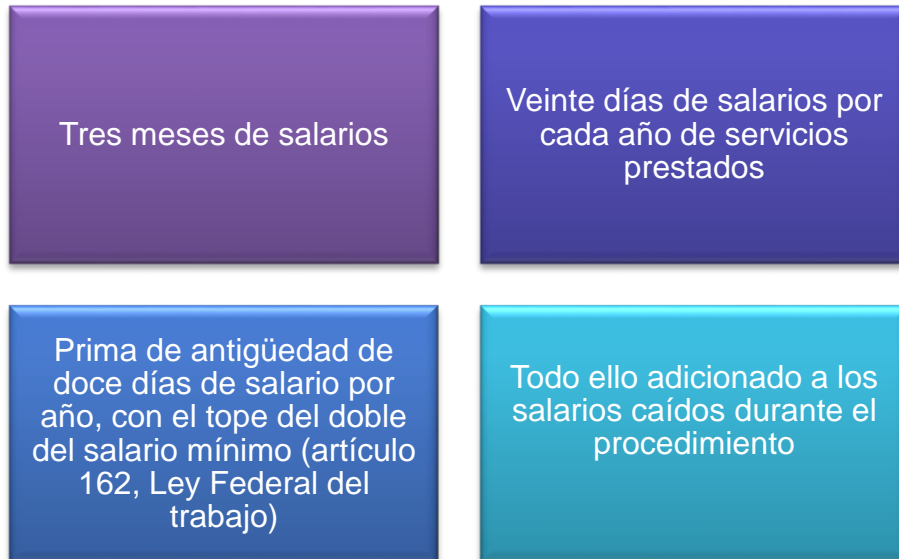 Tres meses de salarios
Veinte días de salarios por
cada año de servicios
prestados
Prima de antigüedad de
doce días de salario por
año, con el tope del doble
del salario mínimo (artículo
162, Ley Federal del
trabajo)
Todo ello adicionado a los
salarios caídos durante el
procedimiento